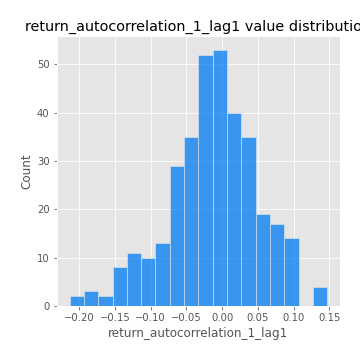 return_autocorrelation_1_lag1 value distributio
50
40
30
20
10
0
Count
−0.20 −0.15 −0.10 −0.05 0.00 0.05 0.10 0.15
return_autocorrelation_1_lag1